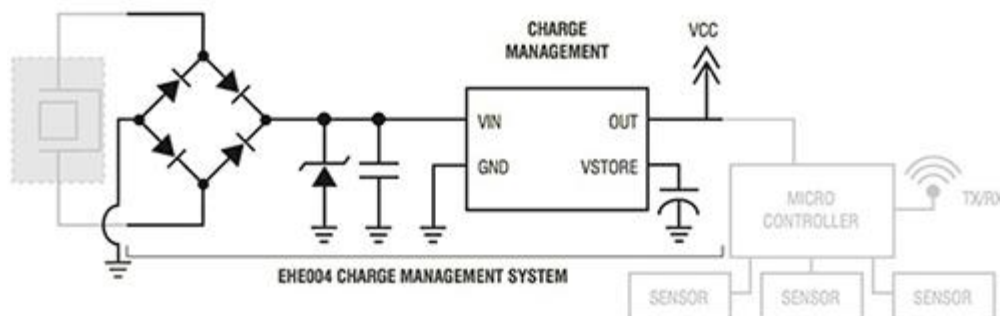 CHARGE
MANAGEMENT
VCC
VIN
OUT
GND
VSTORE
MICRO
CONTROLLER
TX/RX
EHE004 CHARGE MANAGEMENT SYSTEM
SENSOR
SENSOR
SENSOR